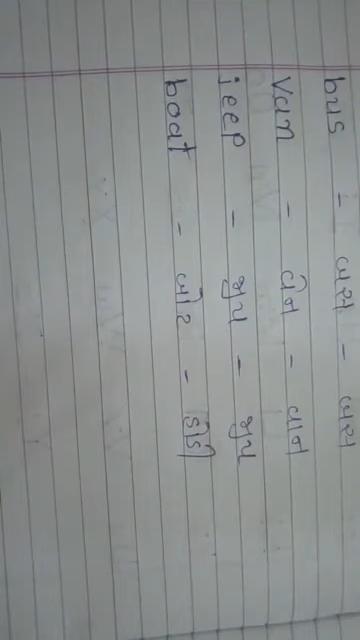 bus - બસ - બસ
van - વેન - વાન
jeep - જીપ - જીપ
boat - બોટ - હોડી